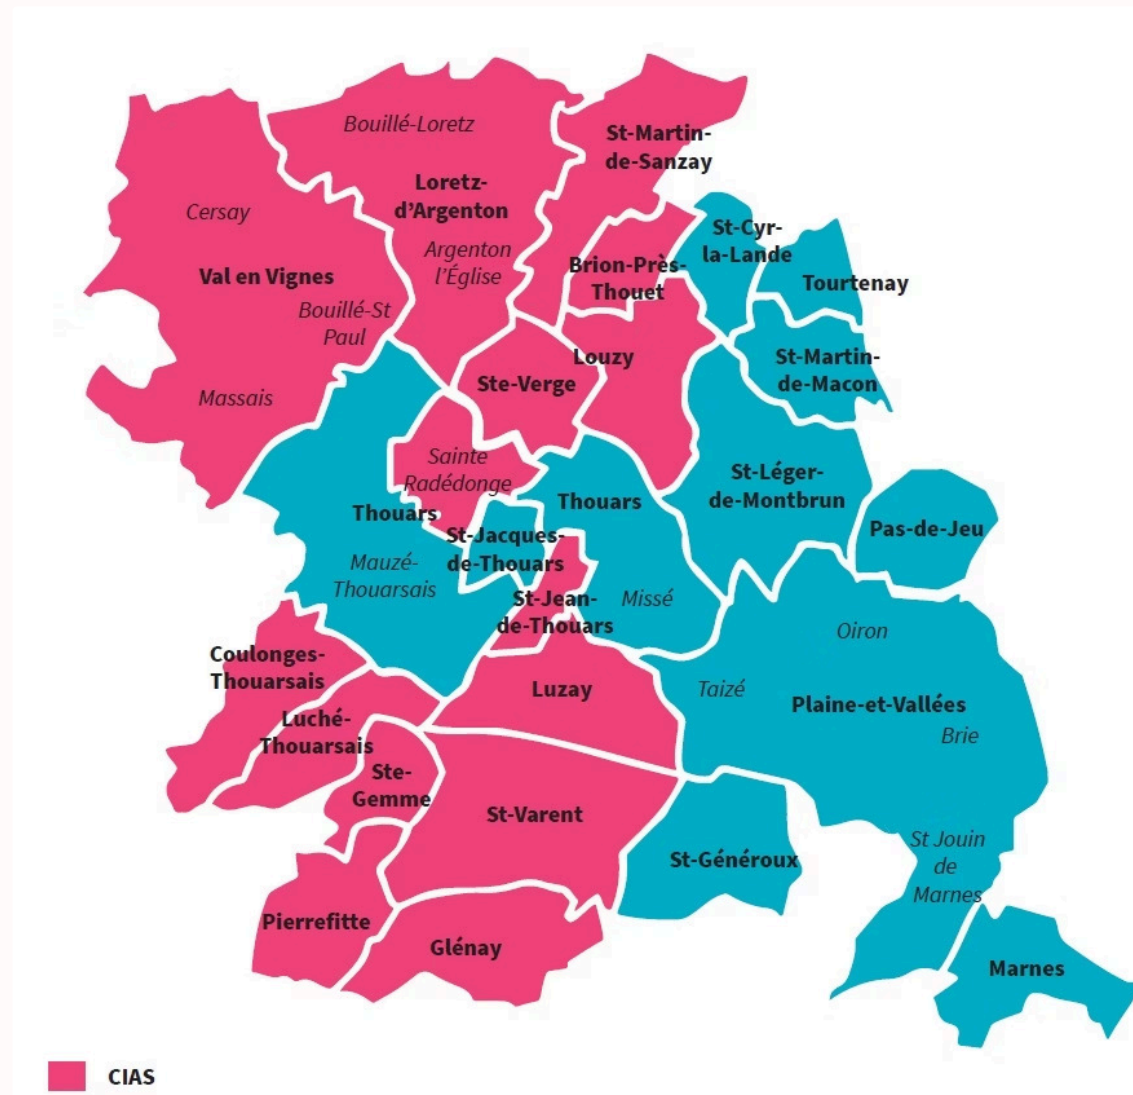 Bouillé-Loretz
St-Martin-
de-Sanzay
Loretz-
d'Argenton
Cersay
Argenton
l'Église
St-Cyr-
la-Lande
Val en Vignes
Brion-Près-
Thouet
Tourtenay
Bouillé-St
Paul
Louzy
St-Martin-
de-Macon
Ste-Verge
Massais
Sainte
Radédonge
St-Léger-
de-Montbrun
Thouars
Thouars
Pas-de-Jeu
St-Jacques-
de-Thouars
Mauzé-
Thouarsais
St-Jean-
de-Thouars
Missé
Oiron
Coulonges-
Thouarsais
Luzay
Taizé
Plaine-et-Vallées
Luché-
Thouarsais
Brie
Ste-
Gemme
St-Varent
St-Généroux
St Jouin
de
Marnes
Pierrefitte
Glénay
Marnes
CIAS